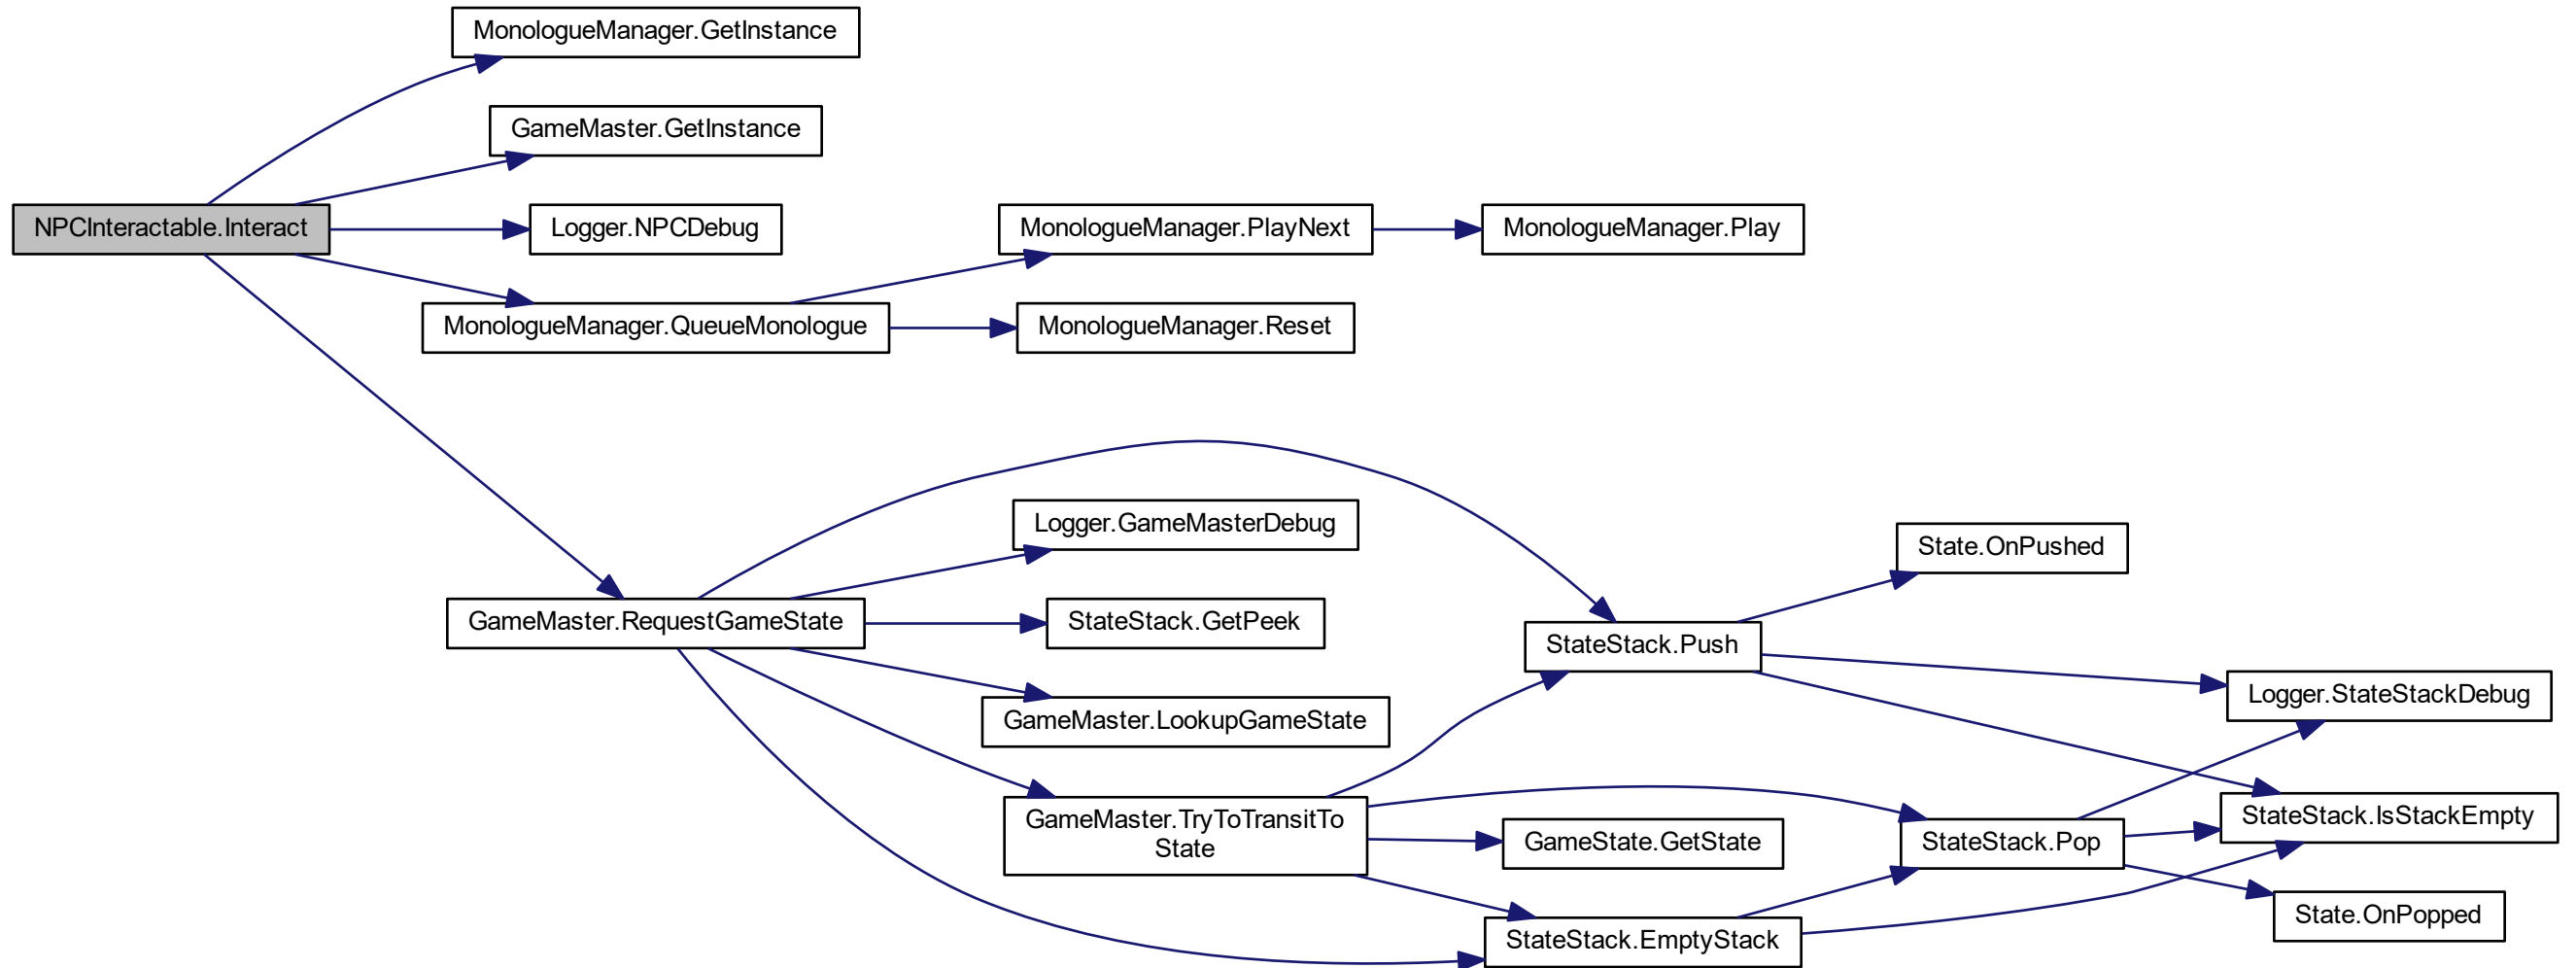 MonologueManager.GetInstance
GameMaster.GetInstance
NPCInteractable.Interact
Logger.NPCDebug
MonologueManager.PlayNext
MonologueManager.Play
MonologueManager.QueueMonologue
MonologueManager.Reset
Logger.GameMasterDebug
State.OnPushed
GameMaster.RequestGameState
StateStack.GetPeek
StateStack.Push
Logger.StateStackDebug
GameMaster.LookupGameState
StateStack.IsStackEmpty
GameMaster.TryToTransitTo
State
GameState.GetState
StateStack.Pop
State.OnPopped
StateStack.EmptyStack